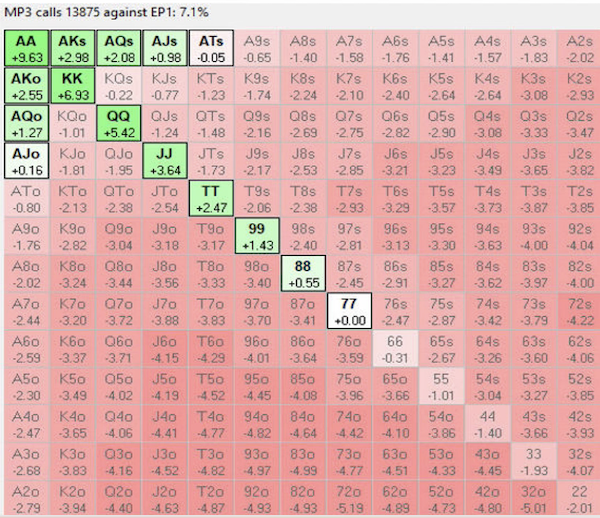 MP3 calls 13875 against EP1: 7.1%
AA AKs AQs AJs ATs A9s A8s A7s A6s A5s A4s A3s A2s
+9.63 +2.98 +2.08 +0.98 -0.05 -0.65 -1.40 -1.58 -1.76 -1.41 -1.57 -1.83 -2.02
AKo KK KQs KJs KTs K9s K8s K7s K6s K5s K4s K3s K2s
+2.55 +6.93 -0.22 -0.77 -1.23 -1.74 -2.24 -2.10 -2.40 -2.64 -2.64 -3.08 -2.93
AQo KQo QQ QJs QTs Q9s Q8s Q7s Q6s Q5s Q4s Q3s Q2s
+1.27 -1.01 +5.42 -1.24 -1.48 -2.16 -2.69 -2.75 -2.82 -2.90 -3.08 -3.33 -3.47
AJo KJo QJo JJ JTs J9s J8s J7s J6s J5s J4s J3s J2s
+0.16 -1.81 -1.95 +3.64 -1.73 -2.17 -2.53 -2.85 -3.21 -3.23 -3.49 -3.65 -3.82
ATo KTo QTo JTo TT T9s T8s T7s T6s T5s T4s T3s T2s
-0.80 -2.13 -2.38 -2.54 +2.47 -2.06 -2.38 -2.93 -3.29 -3.57 -3.73 -3.87 -3.85
A9o K9o Q9o J9o T9o 99 98s 97s 96s 95s 94s 93s 92s
-1.76 -2.82 -3.04 -3.18 -3.17 +1.43 -2.40 -2.81 -3.13 -3.30 -3.63 -4.00 -4.04
A8o K8o Q8o J8o T8o 98o 88 87s 86s 85s 84s 83s 82s
-2.02 -3.24 -3.44 -3.56 -3.33 -3.40 +0.55 -2.45 -2.91 -3.27 -3.62 -3.97 -4.00
A7o K7o Q7o J7o T7o 97o 87o 77 76s 75s 74s 73s 72s
-2.44 -3.20 -3.72 -3.88 -3.83 -3.70 -3.41 +0.00 -2.47 -2.87 -3.42 -3.79 -4.22
A6o K6o Q6o J6o T6o 96o 86o 76o 66 65s 64s 63s 62s
-2.59 -3.37 -3.71 -4.15 -4.29 -4.01 -3.64 -3.59 -0.31 -2.67 -3.26 -3.60 -4.06
A5o K5o Q5o J5o T5o 95o 85o 75o 65o 55 54s 53s 52s
-2.30 -3.49 -4.02 -4.19 -4.52 -4.45 -4.08 -3.96 -3.66 -1.01 -3.04 -3.27 -3.85
A4o K4o Q4o J4o T4o 94o 84o 74o 64o 54o 44 43s 42s
-2.47 -3.65 -4.06 -4.41 -4.77 -4.82 -4.64 -4.42 -4.10 -3.86 -1.40 -3.66 -3.93
A3o K3o Q3o J3o T3o 93o 83o 73o 63o 53o 43o 33 32s
-2.68 -3.83 -4.16 -4.52 -4.82 -4.97 -4.99 -4.77 -4.51 -4.33 -4.45 -1.93 -4.07
A2o K2o Q2o J2o T2o 92o 82o 72o 62o 52o 42o 32o 22
-2.79 -3.94 -4.40 -4.63 -4.87 -4.93 -4.93 -5.19 -4.89 -4.73 -4.80 -5.01 -2.01